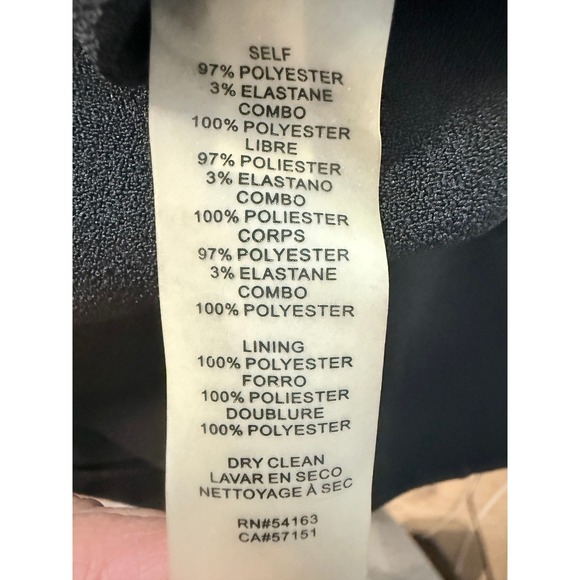 SELF
97% POLYESTER
3% ELASTANE
COMBO
100% POLYESTER
LIBRE
97% POLIESTER
3% ELASTANO
COMBO
100% POLIESTER
CORPS
97% POLYESTER
3% ELASTANE
COMBO
100% POLYESTER
LINING
100% POLYESTER
FORRO
100% POLIESTER
DOUBLURE
100% POLYESTER
DRY CLEAN
LAVAR EN SECO
NETTOYAGE À SEC
RN#54163
CA#57151